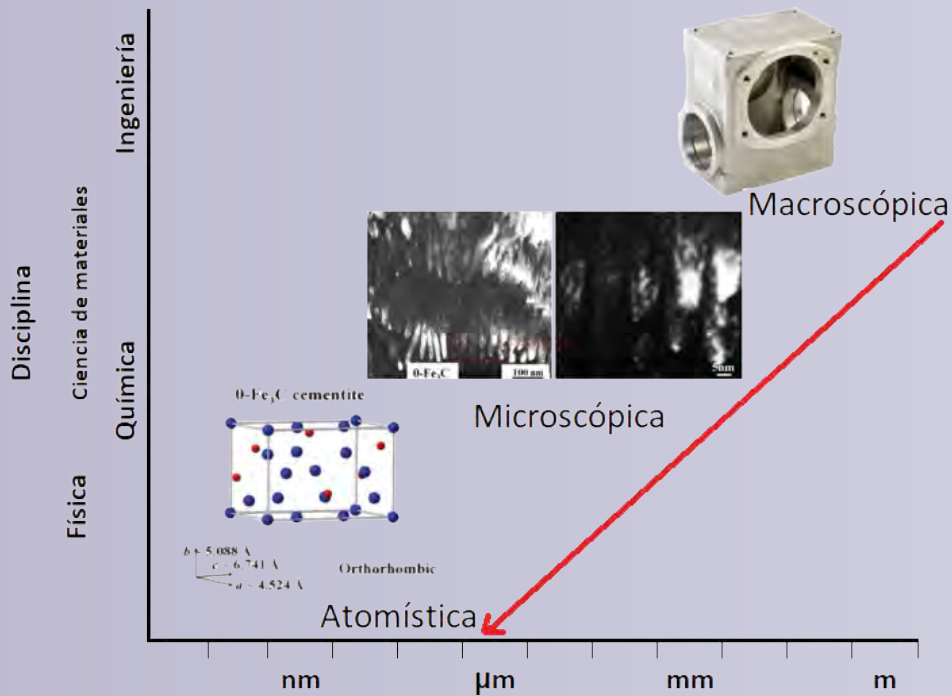 Ingeniería
Macroscópica
Disciplina
Ciencia de materiales
Química
Física
θ-Fe₃C
100 nm
5nm
θ-Fe₃C cementite
Microscópica
b ~ 5.088 Å
c ~ 6.741 Å
a ~ 4.524 Å
Orthorhombic
Atomística
nm
µm
mm
m